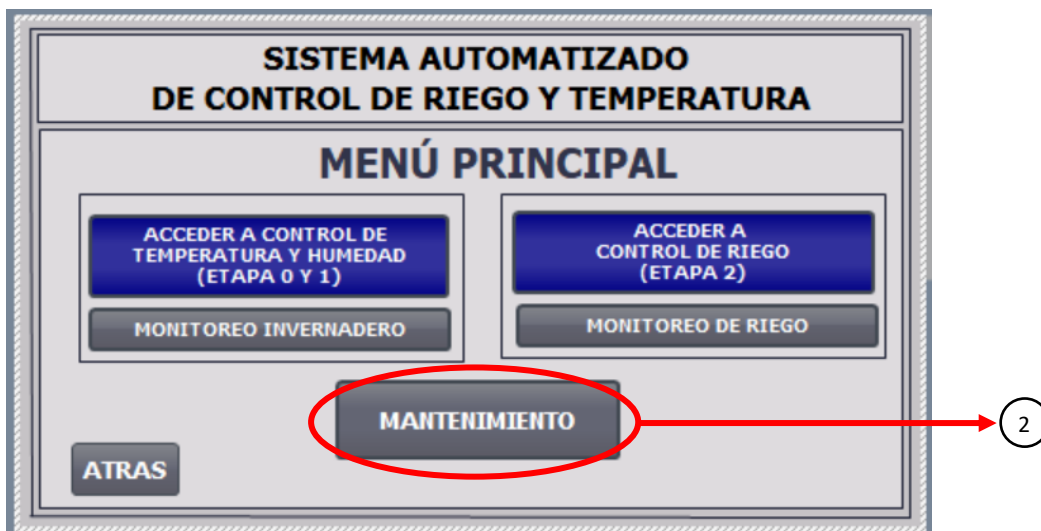 SISTEMA AUTOMATIZADO
DE CONTROL DE RIEGO Y TEMPERATURA
MENÚ PRINCIPAL
ACCEDER A CONTROL DE
TEMPERATURA Y HUMEDAD
(ETAPA 0 Y 1)
MONITOREO INVERNADERO
ACCEDER A
CONTROL DE RIEGO
(ETAPA 2)
MONITOREO DE RIEGO
MANTENIMIENTO
2
ATRAS